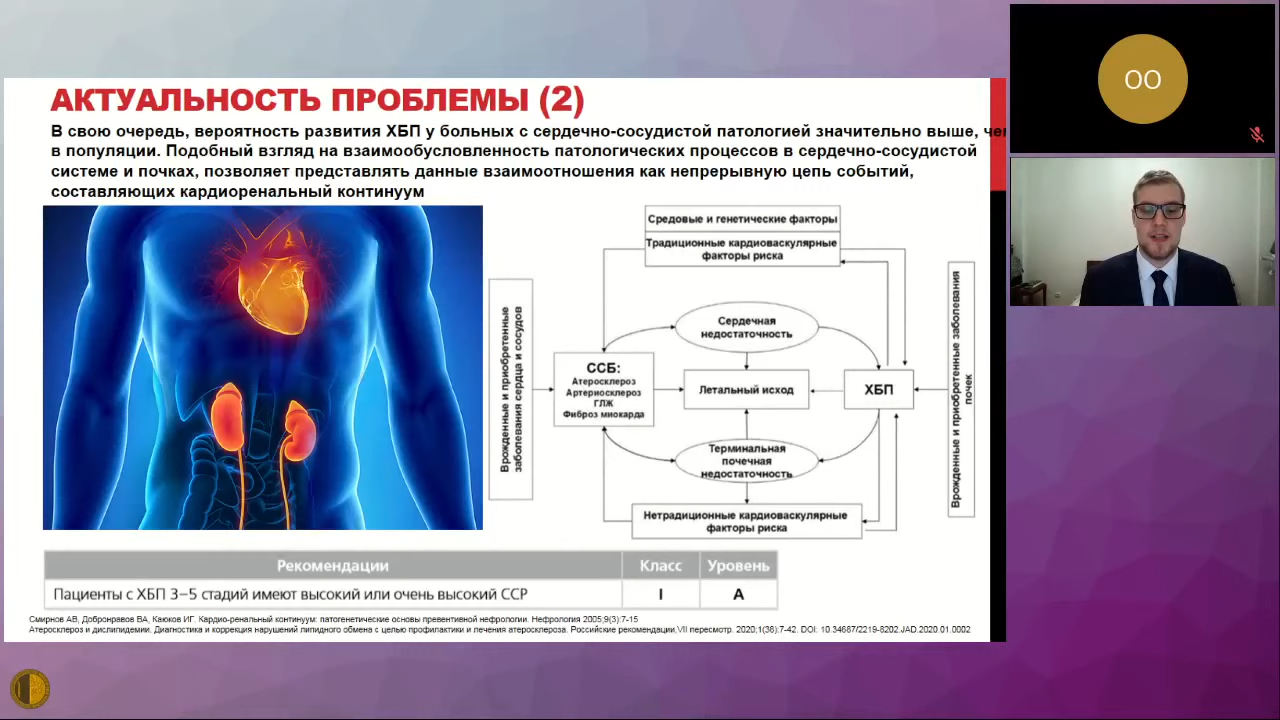 АКТУАЛЬНОСТЬ ПРОБЛЕМЫ (2)
В свою очередь, вероятность развития ХБП у больных с сердечно-сосудистой патологией значительно выше,
в популяции. Подобный взгляд на взаимообусловленность патологических процессов в сердечно-сосудистой
системе и почках, позволяет представлять данные взаимоотношения как непрерывную цепь событий,
составляющих кардиоренальный континуум
Врожденные и приобретенные
заболевания сердца и сосудов
Средовые и генетические факторы
Традиционные кардиоваскулярные
факторы риска
Сердечная
недостаточность
ССБ:
Атеросклероз
Артериосклероз
ГЛЖ
Фиброз миокарда
Летальный исход
ХБП
Терминальная
почечная
недостаточность
Нетрадиционные кардиоваскулярные
факторы риска
Врожденные и приобретенные заболевания
почек
Рекомендации Класс Уровень
Пациенты с ХБП 3–5 стадий имеют высокий или очень высокий ССР I A
Смирнов АВ, Добронравов ВА, Каюков ИГ. Кардио-ренальный континуум: патогенетические основы превентивной нефрологии. Нефрология 2005;9(3):7-15
Атеросклероз и дислипидемии. Диагностика и коррекция нарушений липидного обмена с целью профилактики и лечения атеросклероза. Российские рекомендации,VII пересмотр. 2020;1(38):7-42. DOI: 10.34687/2219-8202.JAD.2020.01.0002
ОО